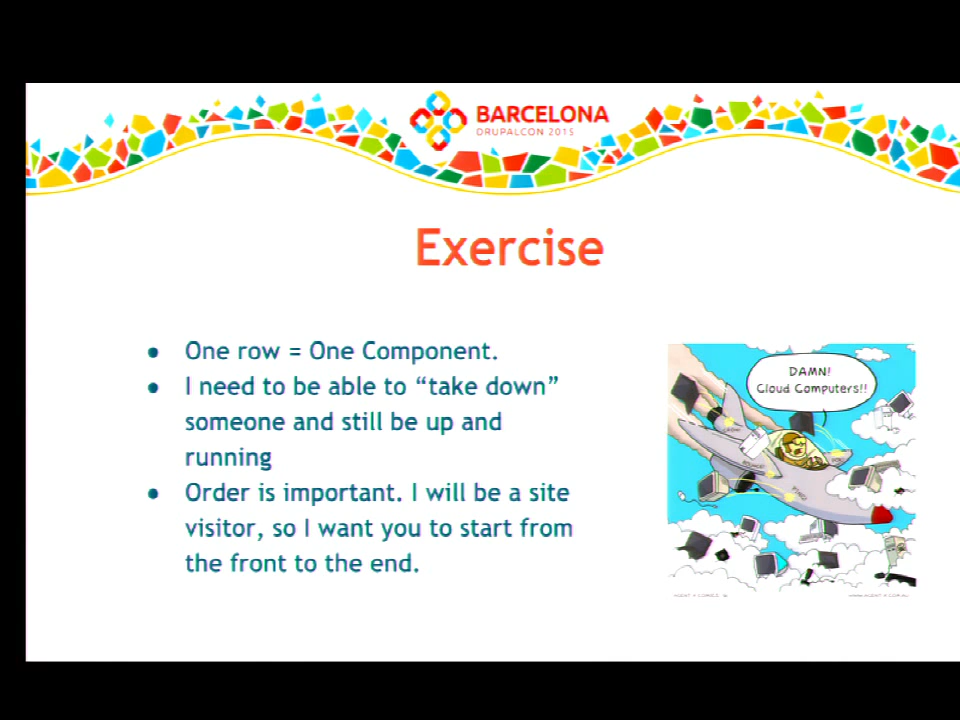 BARCELONA
DRUPALCON 2015
Exercise
● One row = One Component.
● I need to be able to “take down”
someone and still be up and
running
● Order is important. I will be a site
visitor, so I want you to start from
the front to the end.
DAMN!
Cloud Computers!!